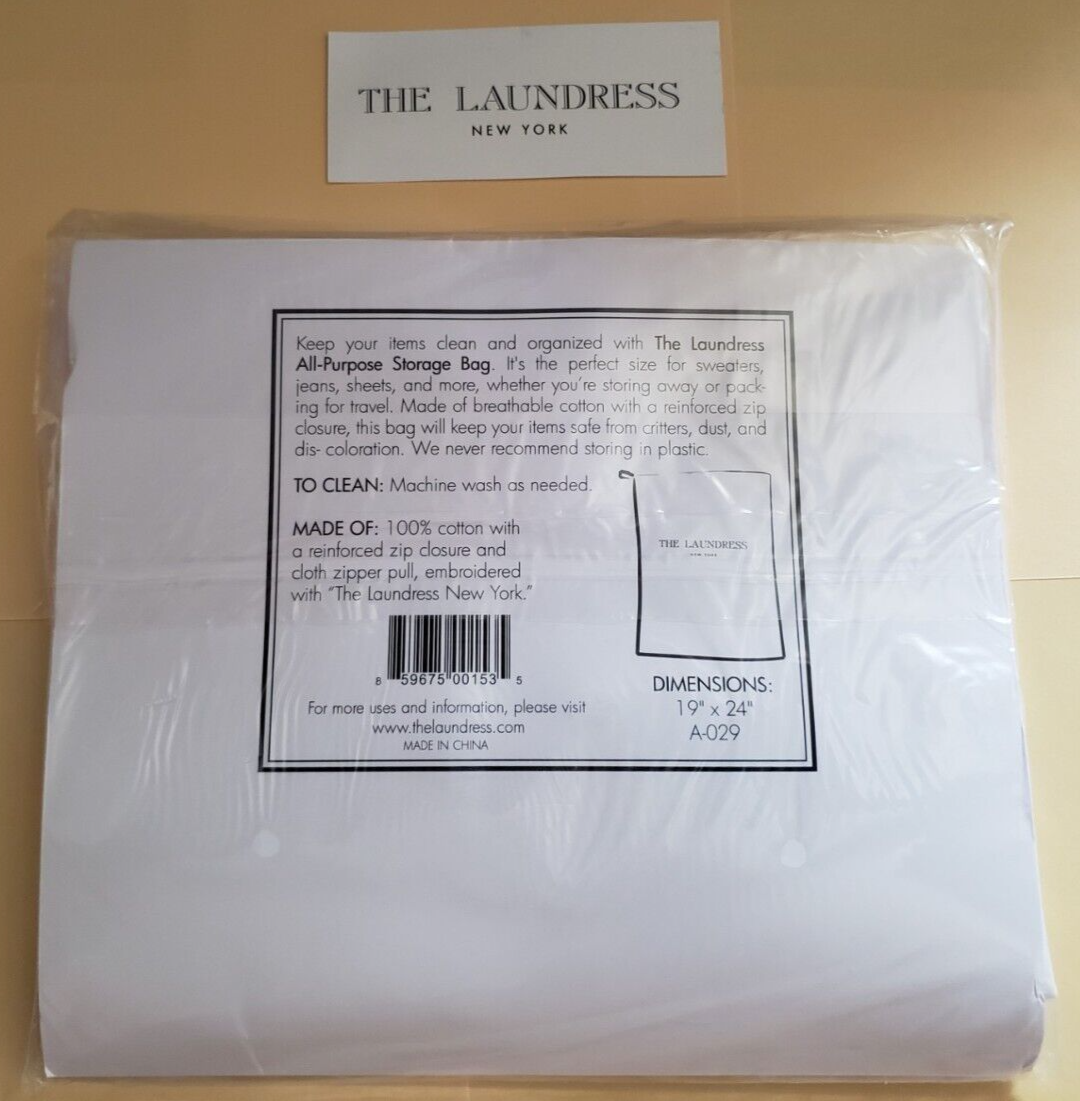 THE LAUNDRESS
NEW YORK
Keep your items clean and organized with The Laundress
All-Purpose Storage Bag. It's the perfect size for sweaters,
jeans, sheets, and more, whether you're storing away or pack-
ing for travel. Made of breathable cotton with a reinforced zip
closure, this bag will keep your items safe from critters, dust, and
dis- coloration. We never recommend storing in plastic.
TO CLEAN: Machine wash as needed.
MADE OF: 100% cotton with
a reinforced zip closure and
cloth zipper pull, embroidered
with "The Laundress New York."
THE LAUNDRESS
NEW YORK
8 59675 00153 5
For more uses and information, please visit
www.thelaundress.com
MADE IN CHINA
DIMENSIONS:
19" x 24"
A-029